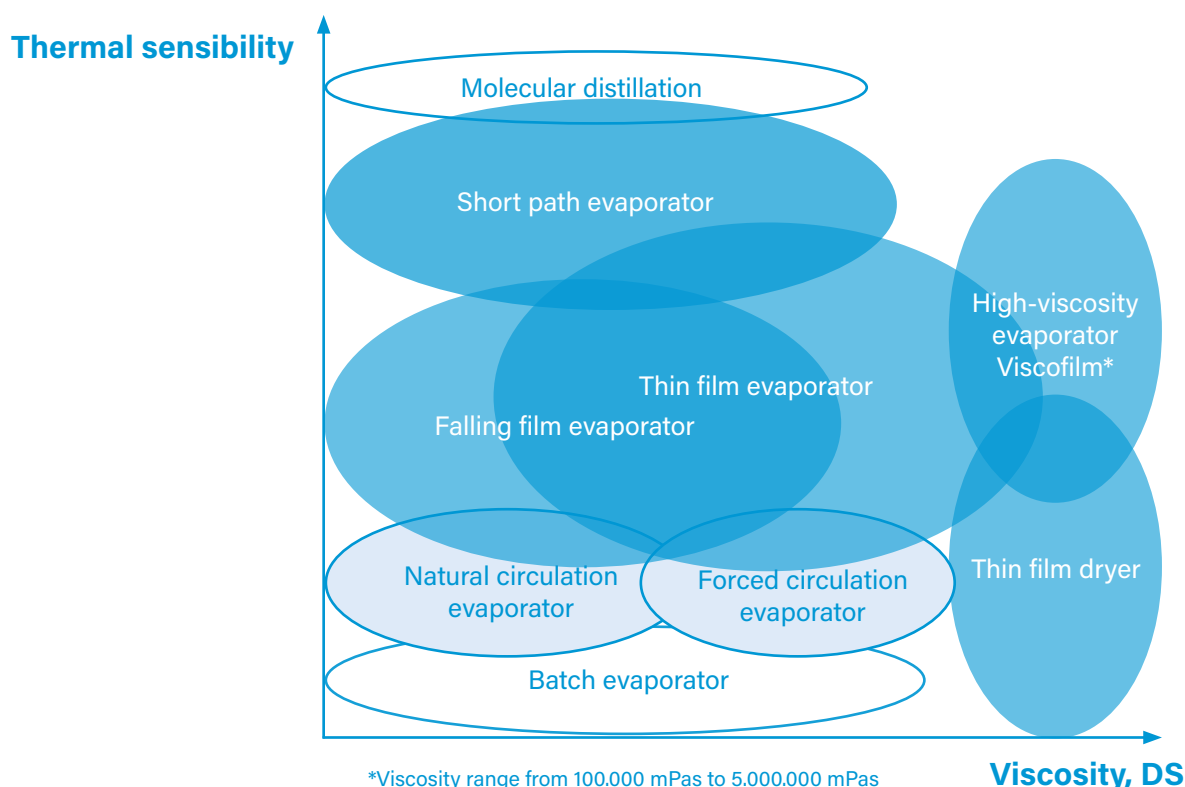 Thermal sensibility
Molecular distillation
Short path evaporator
High-viscosity
evaporator
Viscofilm*
Thin film evaporator
Falling film evaporator
Natural circulation
evaporator
Forced circulation
evaporator
Thin film dryer
Batch evaporator
*Viscosity range from 100.000 mPas to 5.000.000 mPas
Viscosity, DS